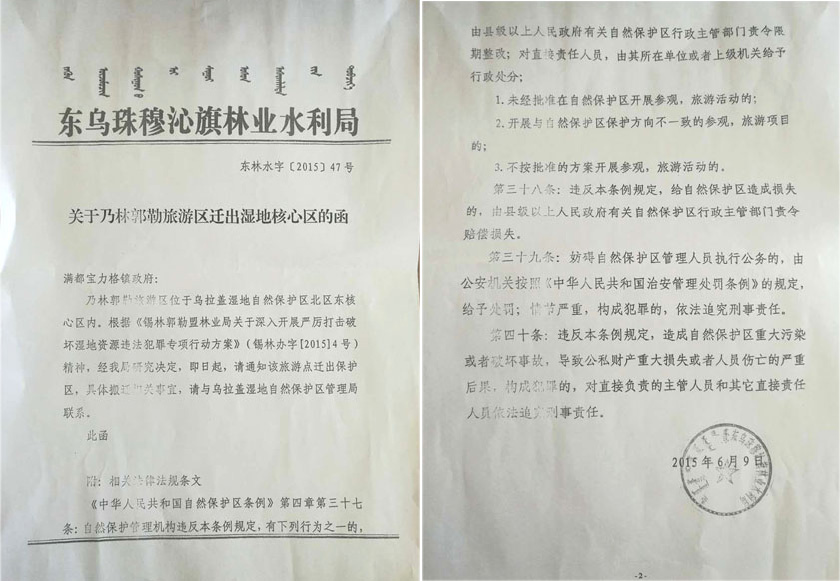 东乌珠穆沁旗林业水利局
东林水字〔2015〕47号
关于乃林郭勒旅游区迁出湿地核心区的函
满都宝力格镇政府：
乃林郭勒旅游区位于乌拉盖湿地自然保护区北区东核
心区内。根据《锡林郭勒盟林业局关于深入开展严厉打击破
坏湿地资源违法犯罪专项行动方案》（锡林办字[2015]4号）
精神，经我局研究决定，即日起，请通知该旅游点迁出保护
区，具体搬迁相关事宜，请与乌拉盖湿地自然保护区管理局
联系。
此函
附：相关法律法规条文
《中华人民共和国自然保护区条例》第四章第三十七
条：自然保护管理机构违反本条例规定，有下列行为之一的，
由县级以上人民政府有关自然保护区行政主管部门责令限
期整改；对直接责任人员，由其所在单位或者上级机关给予
行政处分；
1.未经批准在自然保护区开展参观，旅游活动的；
2.开展与自然保护区保护方向不一致的参观，旅游项目
的；
3.不按批准的方案开展参观，旅游活动的。
第三十八条：违反本条例规定，给自然保护区造成损失
的，由县级以上人民政府有关自然保护区行政主管部门责令
赔偿损失。
第三十九条：妨碍自然保护区管理人员执行公务的，由
公安机关按照《中华人民共和国治安管理处罚条例》的规定，
给予处罚；情节严重，构成犯罪的，依法追究刑事责任。
第四十条：违反本条例规定，造成自然保护区重大污染
或者破坏事故，导致公私财产重大损失或者人员伤亡的严重
后果，构成犯罪的，对直接负责的主管人员和其它直接责任
人员依法追究刑事责任。
2015年6月9日
-2-